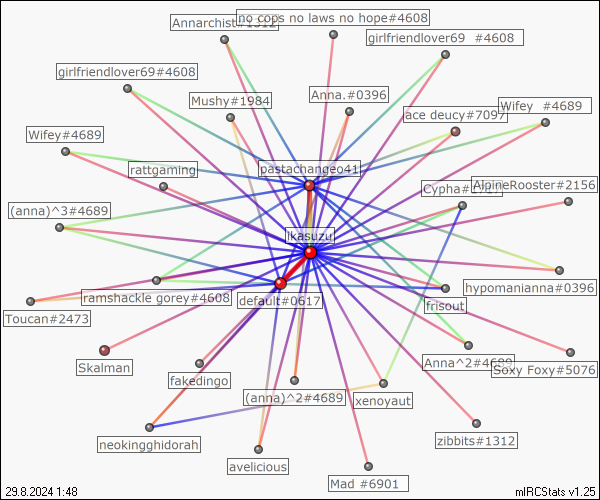 Annarchist#1312
no cops no laws no hope#4608
girlfriendlover69 #4608
girlfriendlover69#4608
Mushy#1984
Anna.#0396
ace deucy#7097
Wifey #4689
Wifey#4689
rattgaming
pastachangeo41
AlpineRooster#2156
(anna)^3#4689
ikasuzu
ramshackle gorey#4608
default#0617
frisout
hypomanianna#0396
Toucan#2473
Skalman
fakedingo
(anna)^2#4689
xenoyaut
Anna^2#4689
Soxy Foxy#5076
neokingghidorah
avelicious
Mad #6901
zibbits#1312
29.8.2024 1:48
mIRCStats v1.25